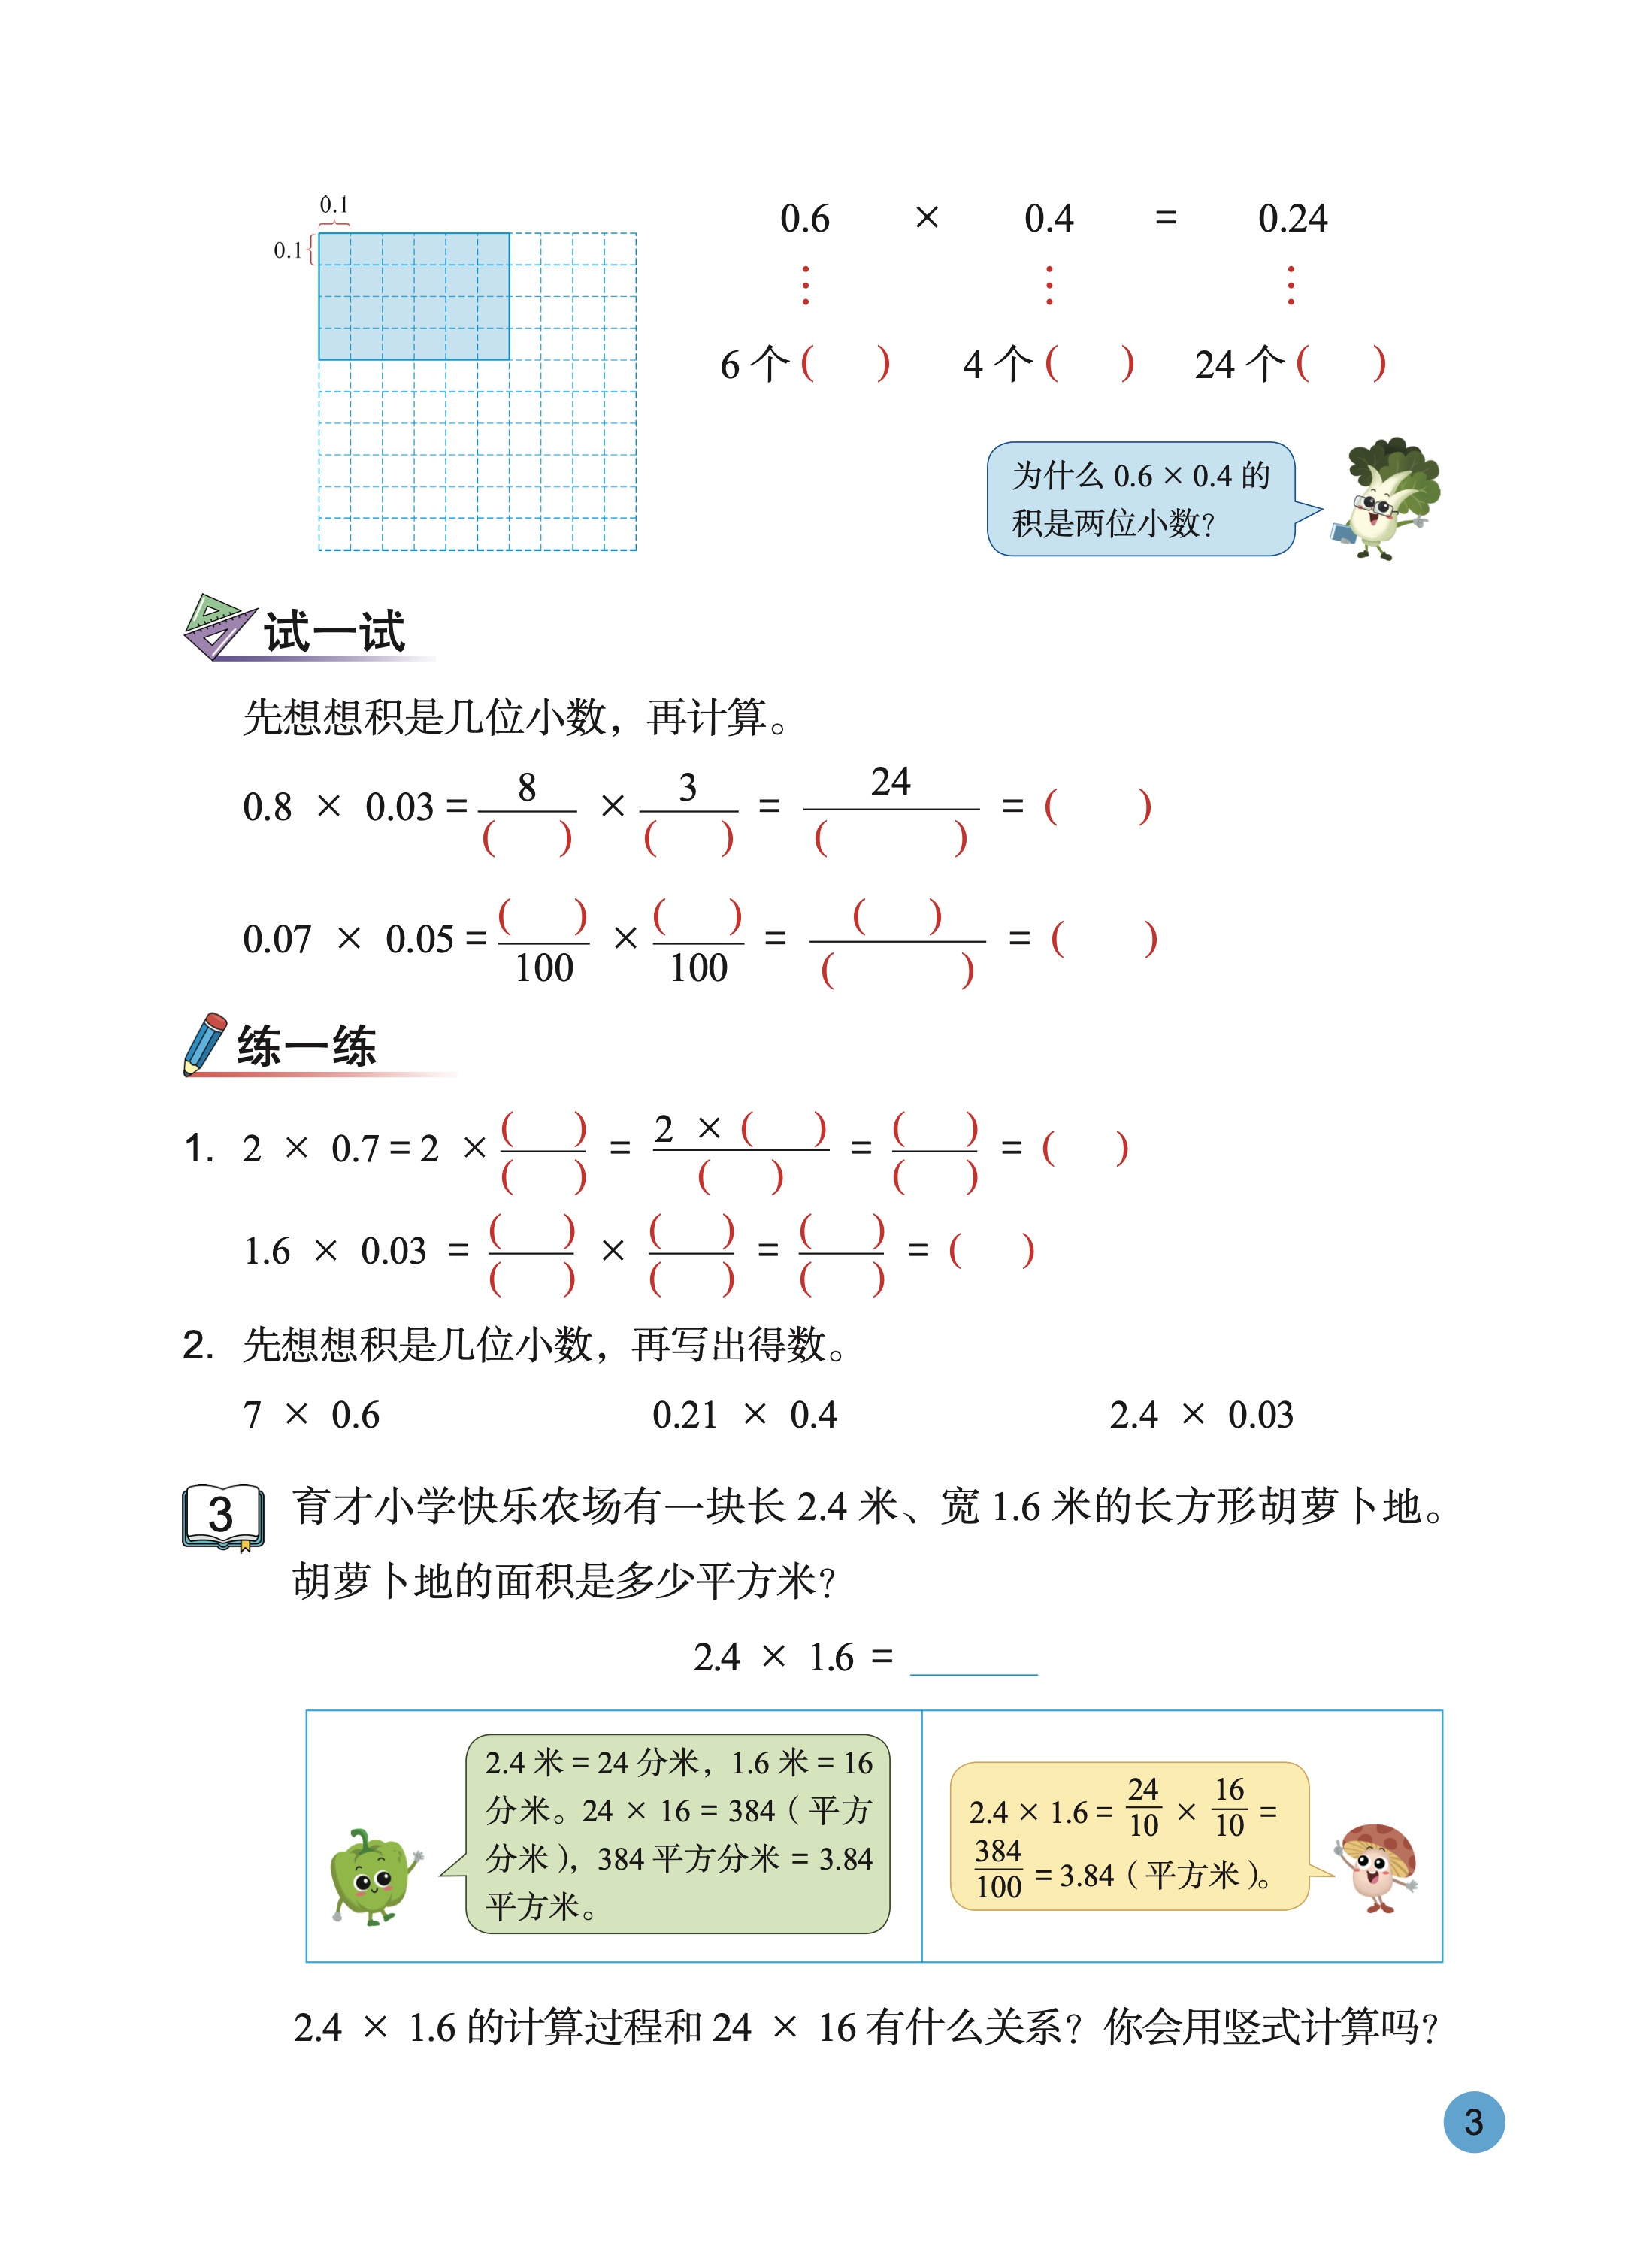 0.1
0.1
0.6 × 0.4 = 0.24
6 个 (  ) 4 个 (  ) 24 个 (  )
为什么 0.6 × 0.4 的
积是两位小数？
试一试
先想想积是几位小数，再计算。
0.8 × 0.03 = 8/(  ) × 3/(  ) = 24/(  ) = (  )
0.07 × 0.05 = (  )/100 × (  )/100 = (  )/(  ) = (  )
练一练
1. 2 × 0.7 = 2 × (  )/(  ) = 2 × (  )/(  ) = (  )/(  ) = (  )
1.6 × 0.03 = (  )/(  ) × (  )/(  ) = (  )/(  ) = (  )
2. 先想想积是几位小数，再写出得数。
7 × 0.6 0.21 × 0.4 2.4 × 0.03
3 育才小学快乐农场有一块长 2.4 米、宽 1.6 米的长方形胡萝卜地。
胡萝卜地的面积是多少平方米？
2.4 × 1.6 = ______
2.4 米 = 24 分米，1.6 米 = 16
分米。24 × 16 = 384（平方
分米），384 平方分米 = 3.84
平方米。
2.4 × 1.6 = 24/10 × 16/10 =
384/100 = 3.84（平方米）。
2.4 × 1.6 的计算过程和 24 × 16 有什么关系？你会用竖式计算吗？
3